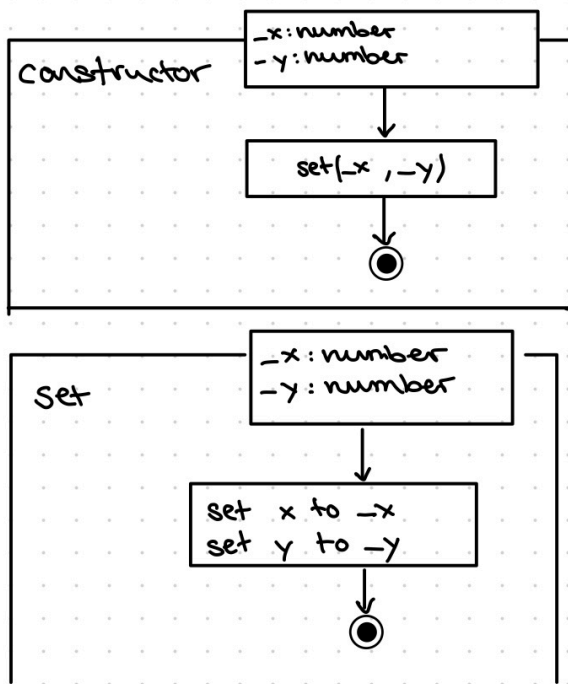 _x: number
_y: number
constructor
set(_x, _y)
_x: number
_y: number
set
set x to _x
set y to _y